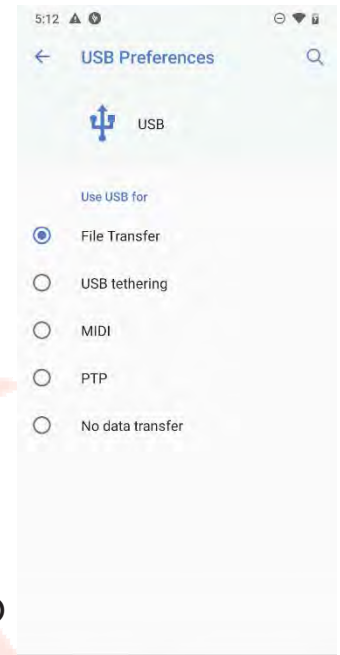 5:12
USB Preferences
USB
Use USB for
File Transfer
USB tethering
MIDI
PTP
No data transfer